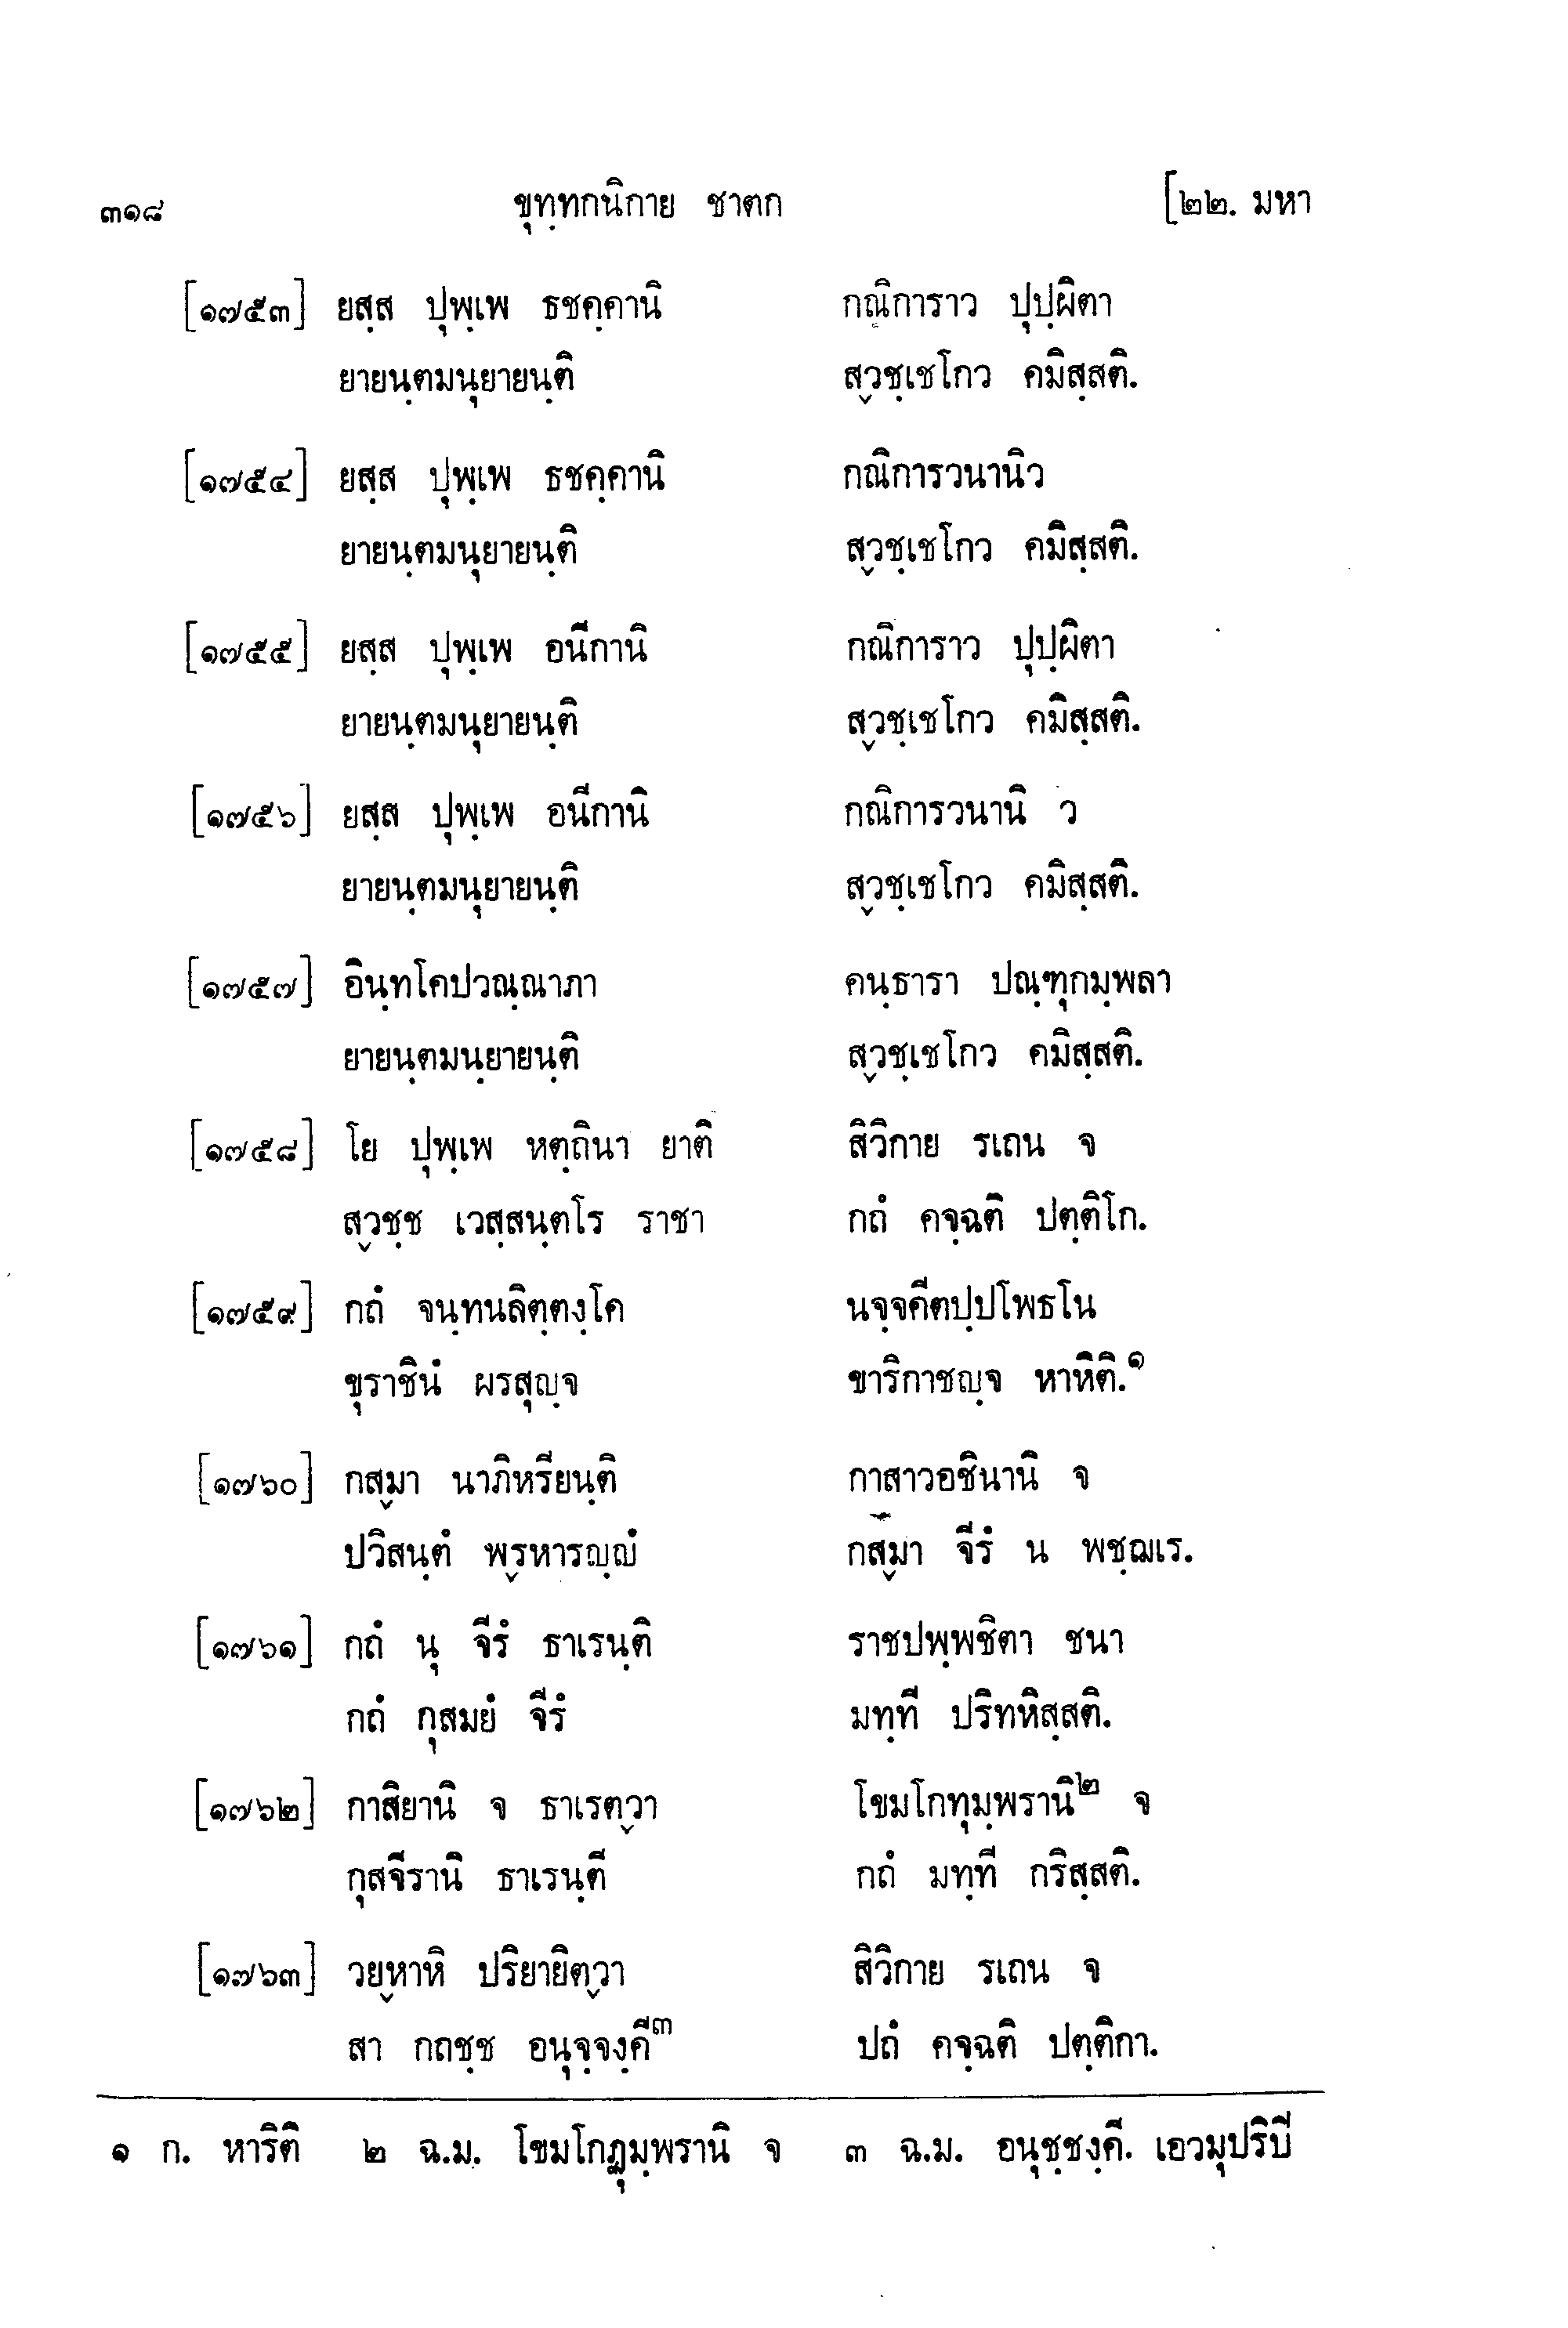 ๓๑๘ ขุทฺทกนิกาย ชาตก [๒๒. มหา
[๑๗๕๓] ยสฺส ปุพฺเพ ธชคฺคานิ กณิการาว ปุปฺผิตา
ยายนฺตมนุยายนฺติ สฺวชฺเชโกว คมิสฺสติ.
[๑๗๕๔] ยสฺส ปุพฺเพ ธชคฺคานิ กณิการวนานิว
ยายนฺตมนุยายนฺติ สฺวชฺเชโกว คมิสฺสติ.
[๑๗๕๕] ยสฺส ปุพฺเพ อนีกานิ กณิการาว ปุปฺผิตา
ยายนฺตมนุยายนฺติ สฺวชฺเชโกว คมิสฺสติ.
[๑๗๕๖] ยสฺส ปุพฺเพ อนีกานิ กณิการวนานิ ว
ยายนฺตมนุยายนฺติ สฺวชฺเชโกว คมิสฺสติ.
[๑๗๕๗] อินฺทโคปวณฺณาภา คนฺธารา ปณฺฑุกมฺพลา
ยายนฺตมนฺยายนฺติ สฺวชฺเชโกว คมิสฺสติ.
[๑๗๕๘] โย ปุพฺเพ หตฺถินา ยาติ สิวิกาย รเถน จ
สฺวชฺช เวสฺสนฺตโร ราชา กถํ คจฺฉติ ปตฺติโก.
[๑๗๕๙] กถํ จนฺทนลิตฺตงฺโค นจฺจคีตปฺปโพธโน
ขุราชินํ ผรสุญฺจ ขาริกาชญฺจ หาหิติ.๑
[๑๗๖๐] กสฺมา นาภิหรียนฺติ กาสาวอชินานิ จ
ปวิสนฺตํ พฺรหารญฺญํ กสฺมา จีรํ น พชฺฌเร.
[๑๗๖๑] กถํ นุ จีรํ ธาเรนฺติ ราชปพฺพชิตา ชนา
กถํ กุสมยํ จีรํ มทฺที ปริทหิสฺสติ.
[๑๗๖๒] กาสิยานิ จ ธาเรตฺวา โขมโกทุมฺพรานิ๒ จ
กุสจีรานิ ธาเรนฺตี กถํ มทฺที กริสฺสติ.
[๑๗๖๓] วยฺหาหิ ปริยายิตฺวา สิวิกาย รเถน จ
สา กถชฺช อนุจฺจงฺคี๓ ปถํ คจฺฉติ ปตฺติกา.
๑ ก. หาริติ ๒ ฉ.ม. โขมโกฏุมฺพรานิ จ ๓ ฉ.ม. อนุชฺชงฺคี. เอวมุปริปี